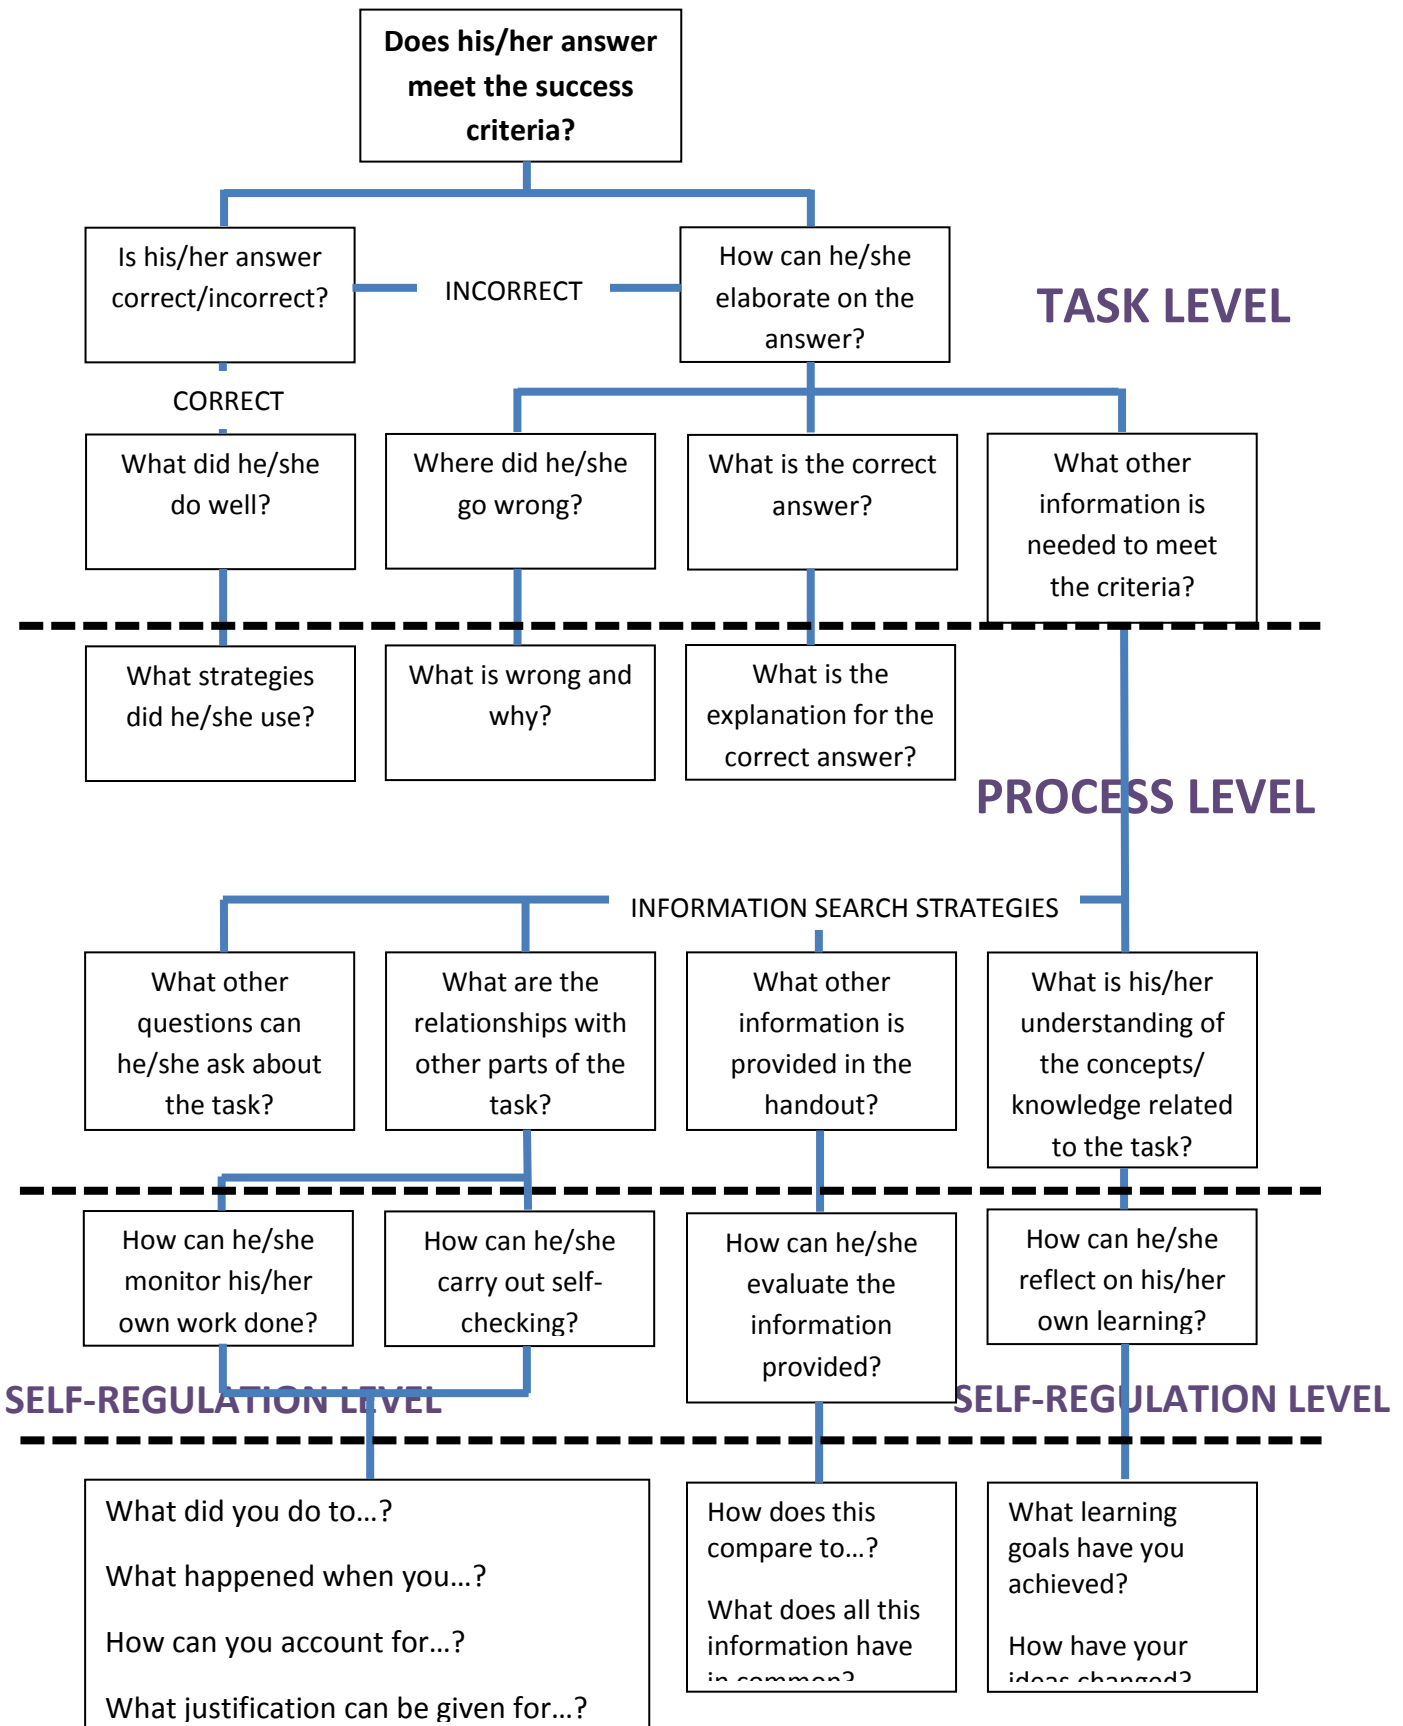 Does his/her answer
meet the success
criteria?
Is his/her answer
correct/incorrect?
INCORRECT
How can he/she
elaborate on the
answer?
TASK LEVEL
CORRECT
What did he/she
do well?
Where did he/she
go wrong?
What is the correct
answer?
What other
information is
needed to meet
the criteria?
What strategies
did he/she use?
What is wrong and
why?
What is the
explanation for the
correct answer?
PROCESS LEVEL
INFORMATION SEARCH STRATEGIES
What other
questions can
he/she ask about
the task?
What are the
relationships with
other parts of the
task?
What other
information is
provided in the
handout?
What is his/her
understanding of
the concepts/
knowledge related
to the task?
How can he/she
monitor his/her
own work done?
How can he/she
carry out self-
checking?
How can he/she
evaluate the
information
provided?
How can he/she
reflect on his/her
own learning?
SELF-REGULATION LEVEL
SELF-REGULATION LEVEL
What did you do to…?
What happened when you…?
How can you account for…?
What justification can be given for…?
How does this
compare to…?
What does all this
information have
in common?
What learning
goals have you
achieved?
How have your
ideas changed?